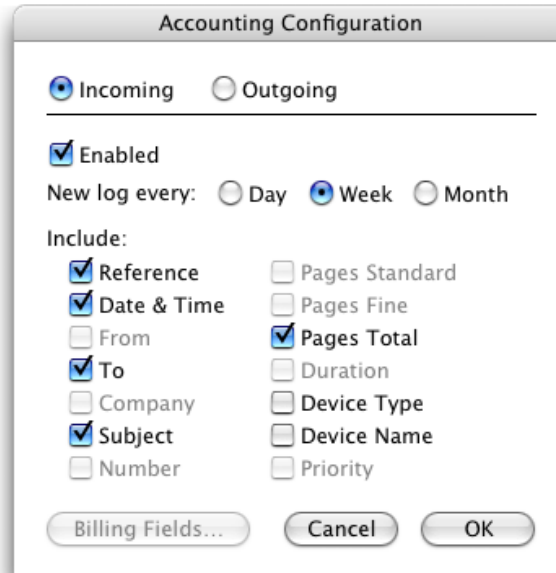 Accounting Configuration
Incoming Outgoing
Enabled
New log every: Day Week Month
Include:
Reference Pages Standard
Date & Time Pages Fine
From Pages Total
To Duration
Company Device Type
Subject Device Name
Number Priority
Billing Fields... Cancel OK